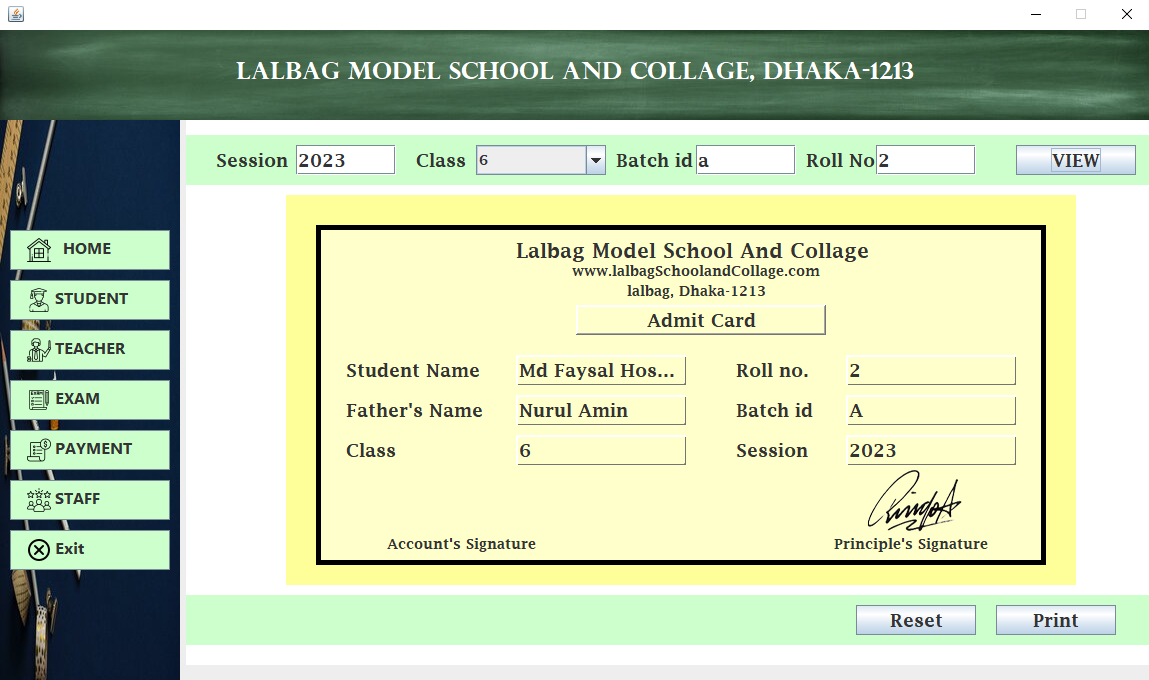 LALBAG MODEL SCHOOL AND COLLAGE, DHAKA-1213
Session 2023 Class 6 Batch id a Roll No 2 VIEW
HOME
STUDENT
TEACHER
EXAM
PAYMENT
STAFF
Exit
Lalbag Model School And Collage
www.lalbagSchoolandCollage.com
lalbag, Dhaka-1213
Admit Card
Student Name Md Faysal Hos... Roll no. 2
Father's Name Nurul Amin Batch id A
Class 6 Session 2023
Account's Signature Principle's Signature
Reset Print